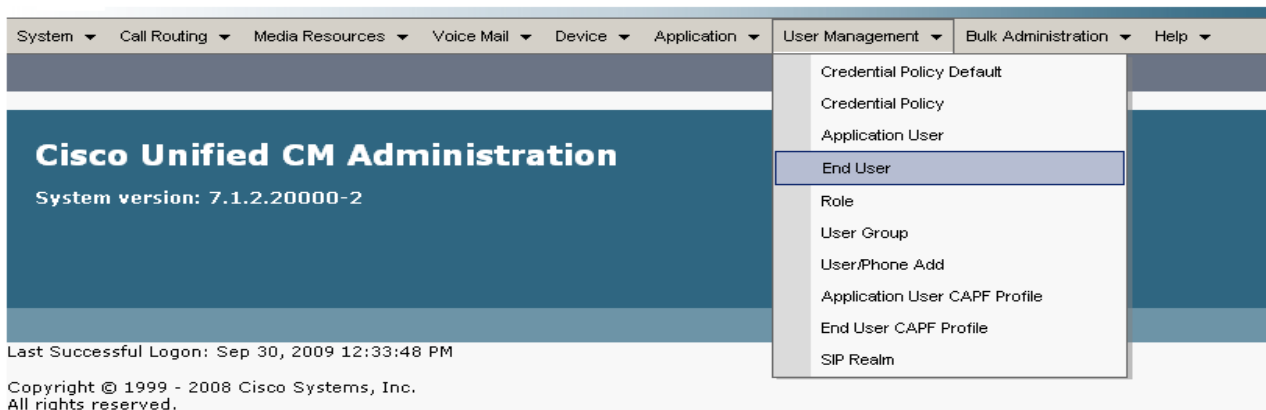 System Call Routing Media Resources Voice Mail Device Application User Management Bulk Administration Help
Credential Policy Default
Credential Policy
Application User
End User
Role
User Group
User/Phone Add
Application User CAPF Profile
End User CAPF Profile
SIP Realm
Cisco Unified CM Administration
System version: 7.1.2.20000-2
Last Successful Logon: Sep 30, 2009 12:33:48 PM
Copyright © 1999 - 2008 Cisco Systems, Inc.
All rights reserved.